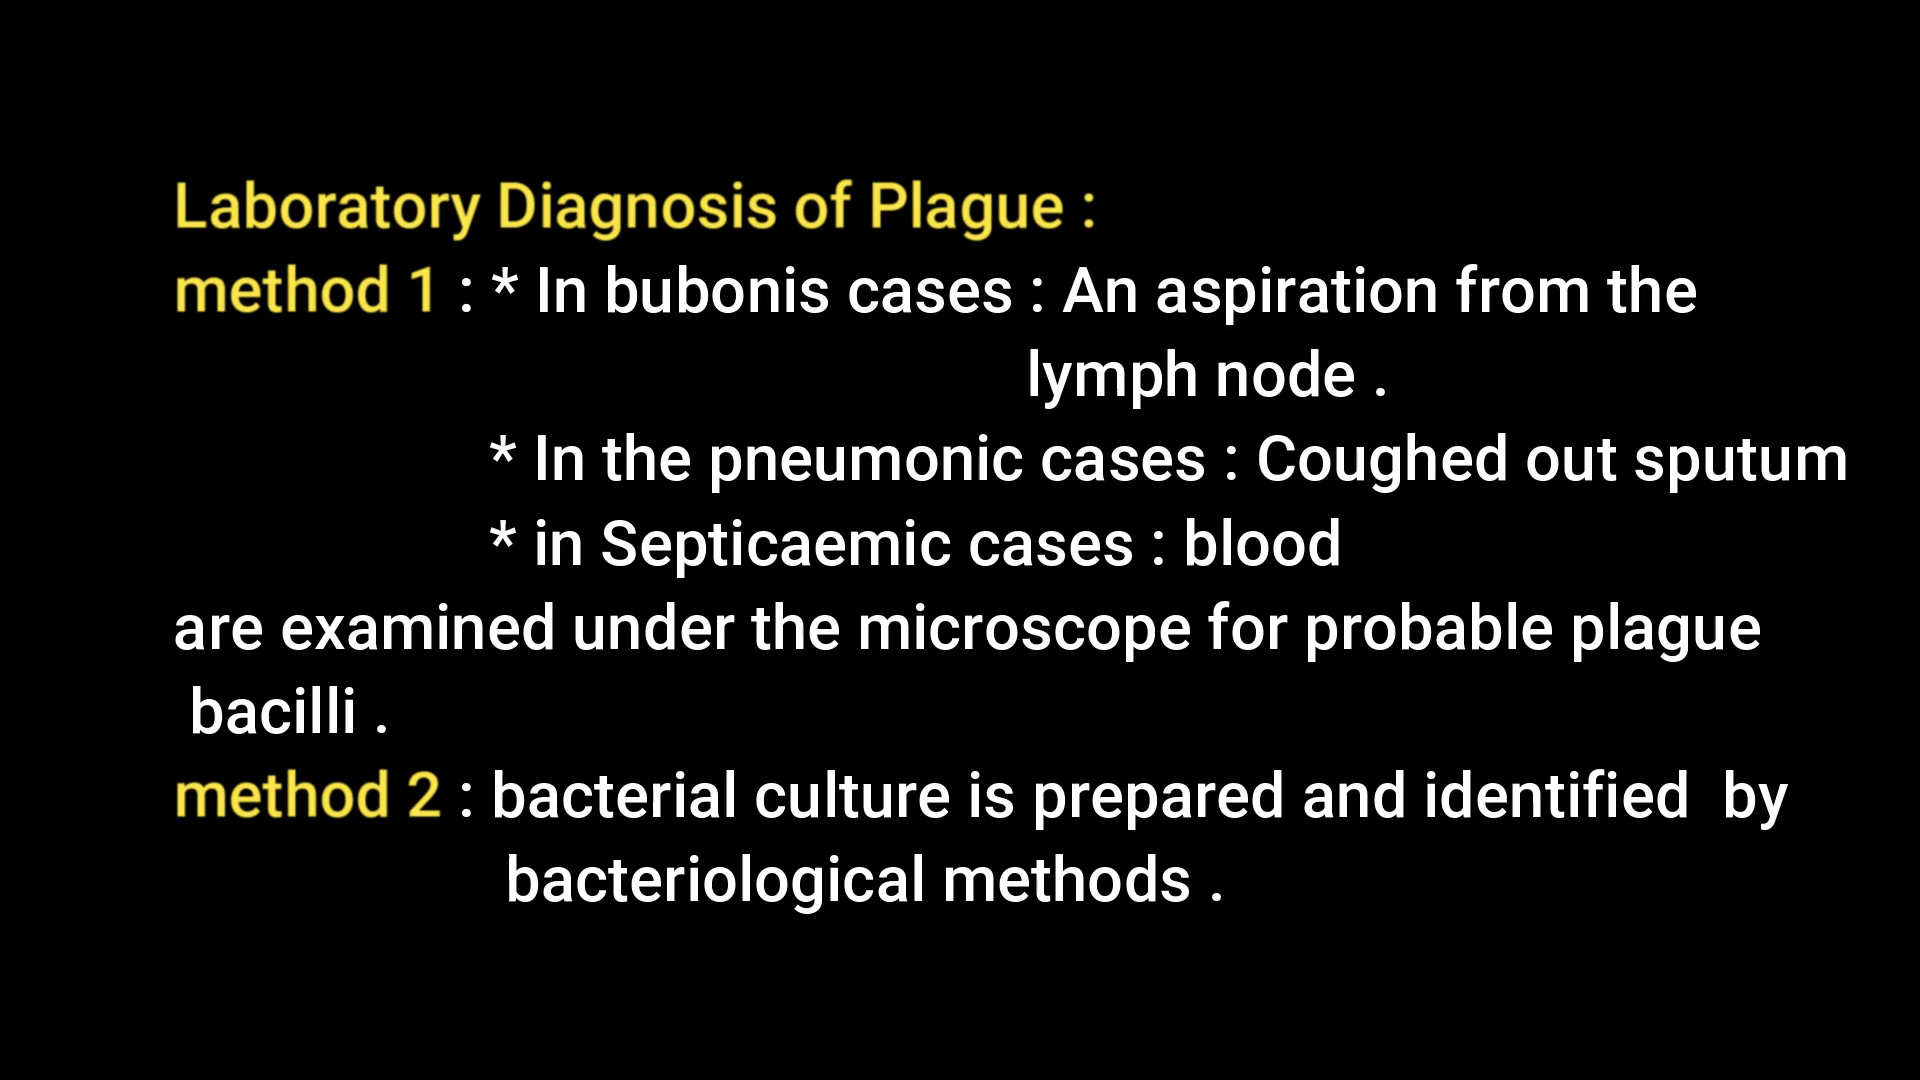 Laboratory Diagnosis of Plague :
method 1 : * In bubonis cases : An aspiration from the
lymph node .
* In the pneumonic cases : Coughed out sputum
* in Septicaemic cases : blood
are examined under the microscope for probable plague
bacilli .
method 2 : bacterial culture is prepared and identified  by
bacteriological methods .